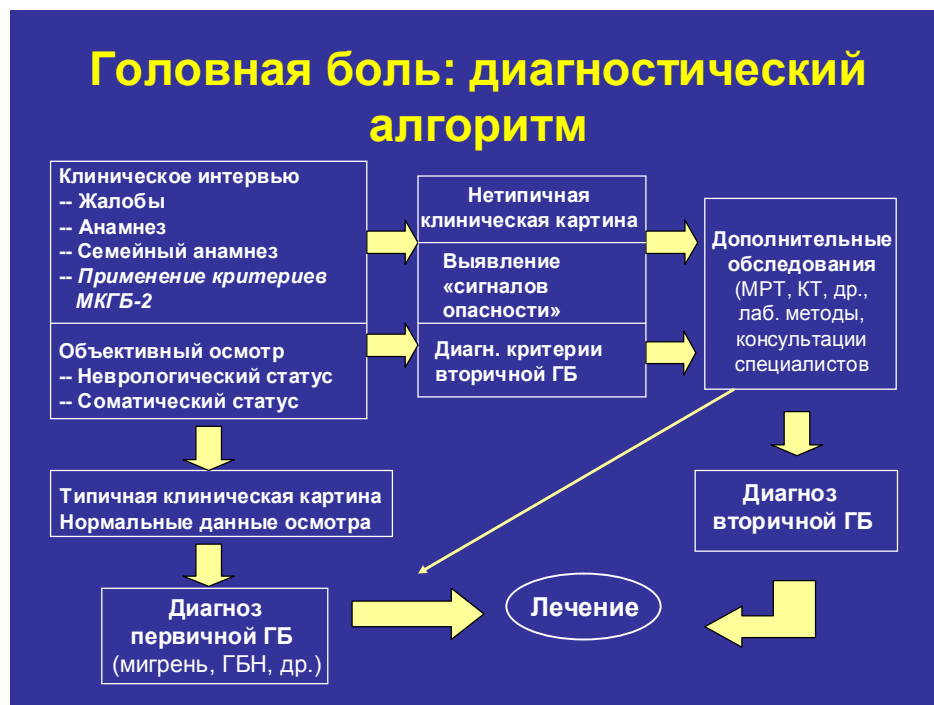 Головная боль: диагностический
алгоритм
Клиническое интервью
-- Жалобы
-- Анамнез
-- Семейный анамнез
-- Применение критериев
МКГБ-2
Объективный осмотр
-- Неврологический статус
-- Соматический статус
Нетипичная
клиническая картина
Выявление
«сигналов
опасности»
Диагн. критерии
вторичной ГБ
Дополнительные
обследования
(МРТ, КТ, др.,
лаб. методы,
консультации
специалистов
Типичная клиническая картина
Нормальные данные осмотра
Диагноз
вторичной ГБ
Диагноз
первичной ГБ
(мигрень, ГБН, др.)
Лечение